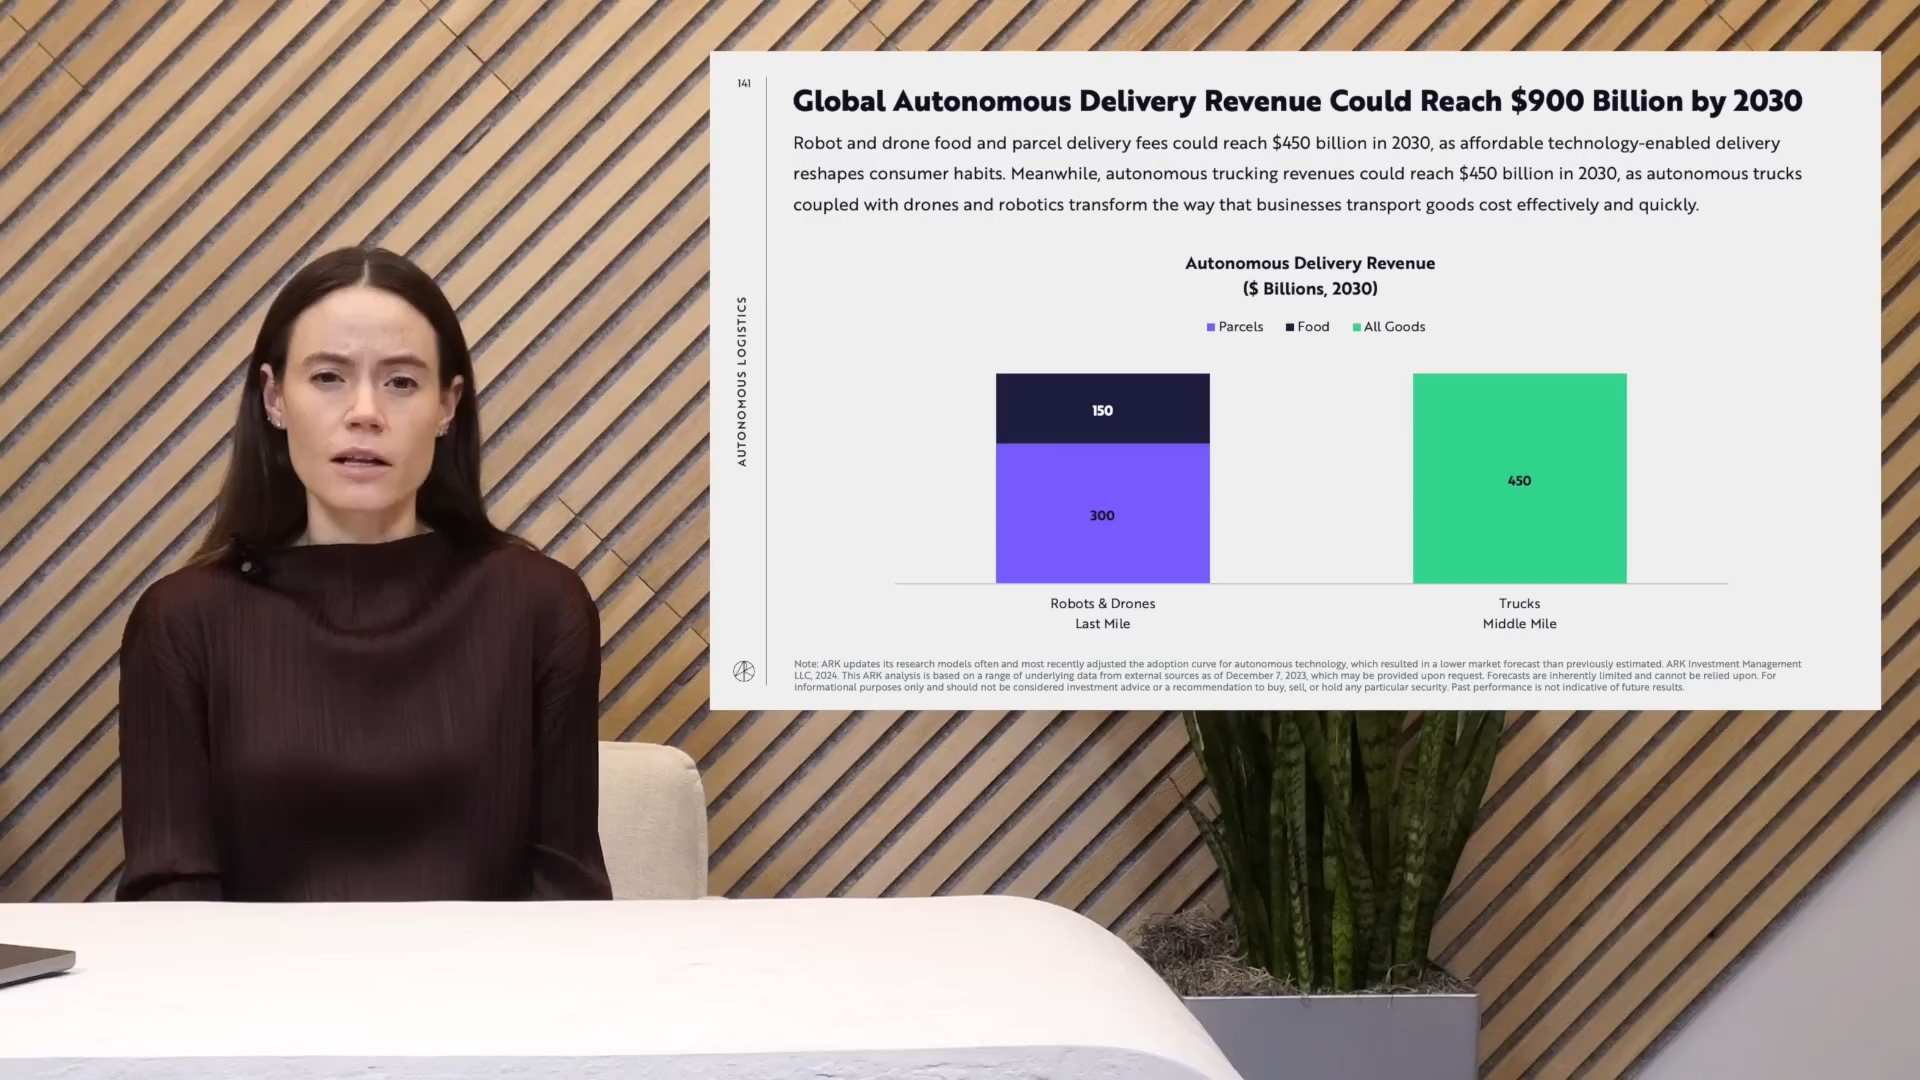 141
Global Autonomous Delivery Revenue Could Reach $900 Billion by 2030
Robot and drone food and parcel delivery fees could reach $450 billion in 2030, as affordable technology-enabled delivery
reshapes consumer habits. Meanwhile, autonomous trucking revenues could reach $450 billion in 2030, as autonomous trucks
coupled with drones and robotics transform the way that businesses transport goods cost effectively and quickly.
AUTONOMOUS LOGISTICS
Autonomous Delivery Revenue
($ Billions, 2030)
Parcels Food All Goods
150
300
450
Robots & Drones
Last Mile
Trucks
Middle Mile
Note: ARK updates its research models often and most recently adjusted the adoption curve for autonomous technology, which resulted in a lower market forecast than previously estimated. ARK Investment Management
LLC, 2024. This ARK analysis is based on a range of underlying data from external sources as of December 7, 2023, which may be provided upon request. Forecasts are inherently limited and cannot be relied upon. For
informational purposes only and should not be considered investment advice or a recommendation to buy, sell, or hold any particular security. Past performance is not indicative of future results.